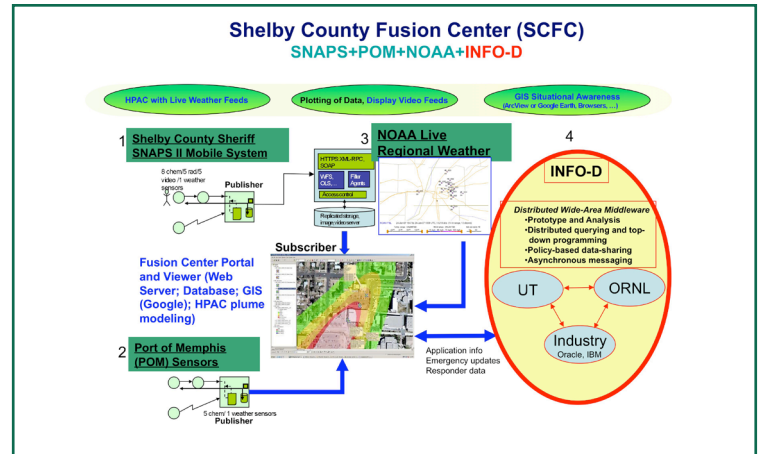 Shelby County Fusion Center (SCFC)
SNAPS+POM+NOAA+INFO-D
HPAC with Live Weather Feeds
Plotting of Data, Display Video Feeds
GIS Situational Awareness
(ArcView or Google Earth, Browsers, …)
1
Shelby County Sheriff
SNAPS II Mobile System
8 chem/5 rad/5
video /1 weather
sensors
Publisher
3
HTTPS:XML-RPC,
SOAP
WFS,
OLS,...
Filter
Agents
Access control
Replicated storage,
image, video server
NOAA Live
Regional Weather
4
INFO-D
Distributed Wide-Area Middleware
•Prototype and Analysis
•Distributed querying and top-
down programming
•Policy-based data-sharing
•Asynchronous messaging
UT
ORNL
Industry
Oracle, IBM
Subscriber
Fusion Center Portal
and Viewer (Web
Server; Database; GIS
(Google); HPAC plume
modeling)
Application info
Emergency updates
Responder data
2
Port of Memphis
(POM) Sensors
5 chem/ 1 weather sensors
Publisher